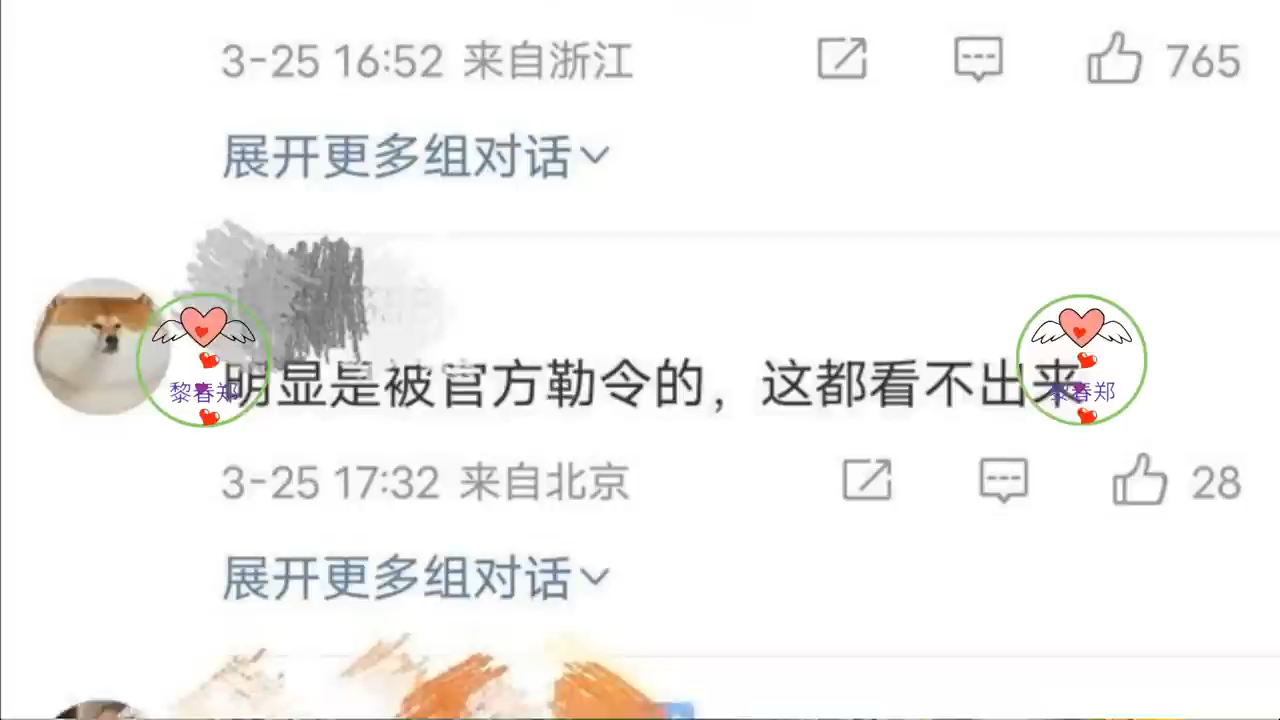 3-25 16:52 来自浙江 765
展开更多组对话
明显是被官方勒令的，这都看不出来
黎春郑
黎春郑
3-25 17:32 来自北京 28
展开更多组对话